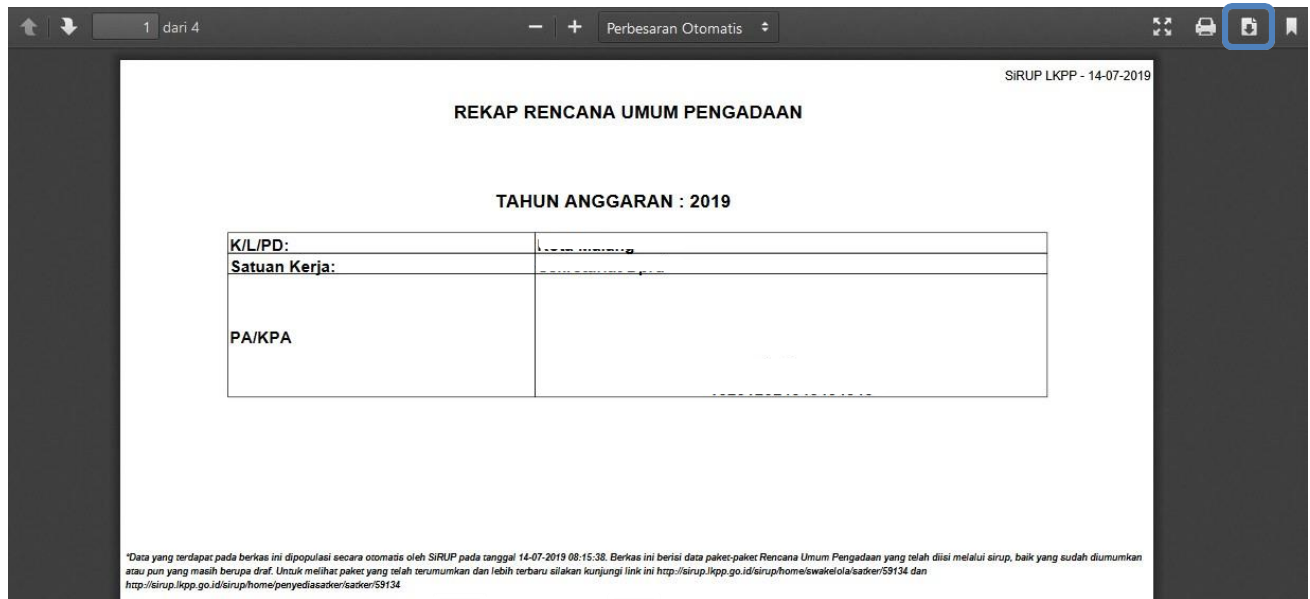 1 dari 4
Perbesaran Otomatis
SiRUP LKPP - 14-07-2019
REKAP RENCANA UMUM PENGADAAN
TAHUN ANGGARAN : 2019
K/L/PD:
Satuan Kerja:
PA/KPA
*Data yang terdapat pada berkas ini dipopulasi secara otomatis oleh SiRUP pada tanggal 14-07-2019 08:15:38. Berkas ini berisi data paket-paket Rencana Umum Pengadaan yang telah diisi melalui sirup, baik yang sudah diumumkan
atau pun yang masih berupa draf. Untuk melihat paket yang telah terumumkan dan lebih terbaru silakan kunjungi link ini http://sirup.lkpp.go.id/sirup/home/swakelola/satker/59134 dan
http://sirup.lkpp.go.id/sirup/home/penyediasatker/satker/59134